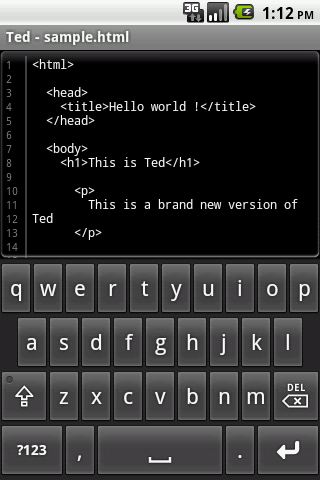 3G 1:12 PM
Ted - sample.html
1 <html>
2
3 <head>
4 <title>Hello world !</title>
5 </head>
6
7 <body>
8 <h1>This is Ted</h1>
9
10 <p>
11 This is a brand new version of
12 Ted
13 </p>
14
q w e r t y u i o p
a s d f g h j k l
z x c v b n m DEL
?123 , .